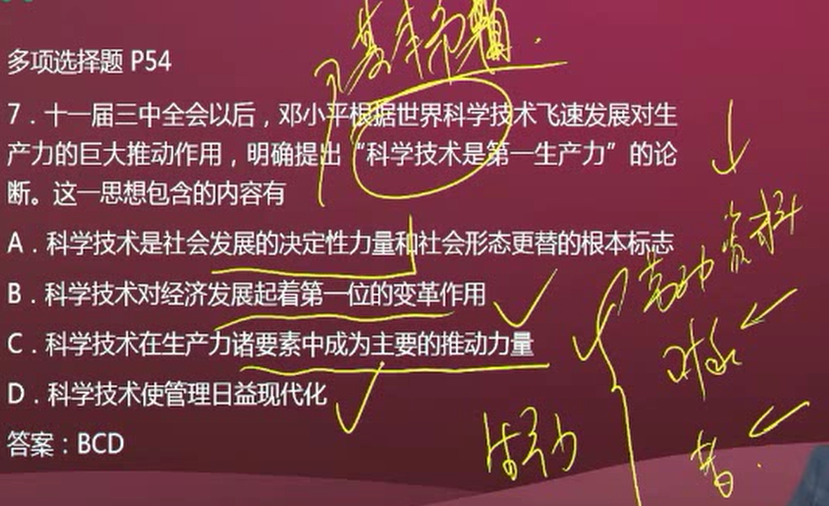 多项选择题 P54
7．十一届三中全会以后，邓小平根据世界科学技术飞速发展对生
产力的巨大推动作用，明确提出“科学技术是第一生产力”的论
断。这一思想包含的内容有
A．科学技术是社会发展的决定性力量和社会形态更替的根本标志
B．科学技术对经济发展起着第一位的变革作用
C．科学技术在生产力诸要素中成为主要的推动力量
D．科学技术使管理日益现代化
答案：BCD
劳动资料
对象
者